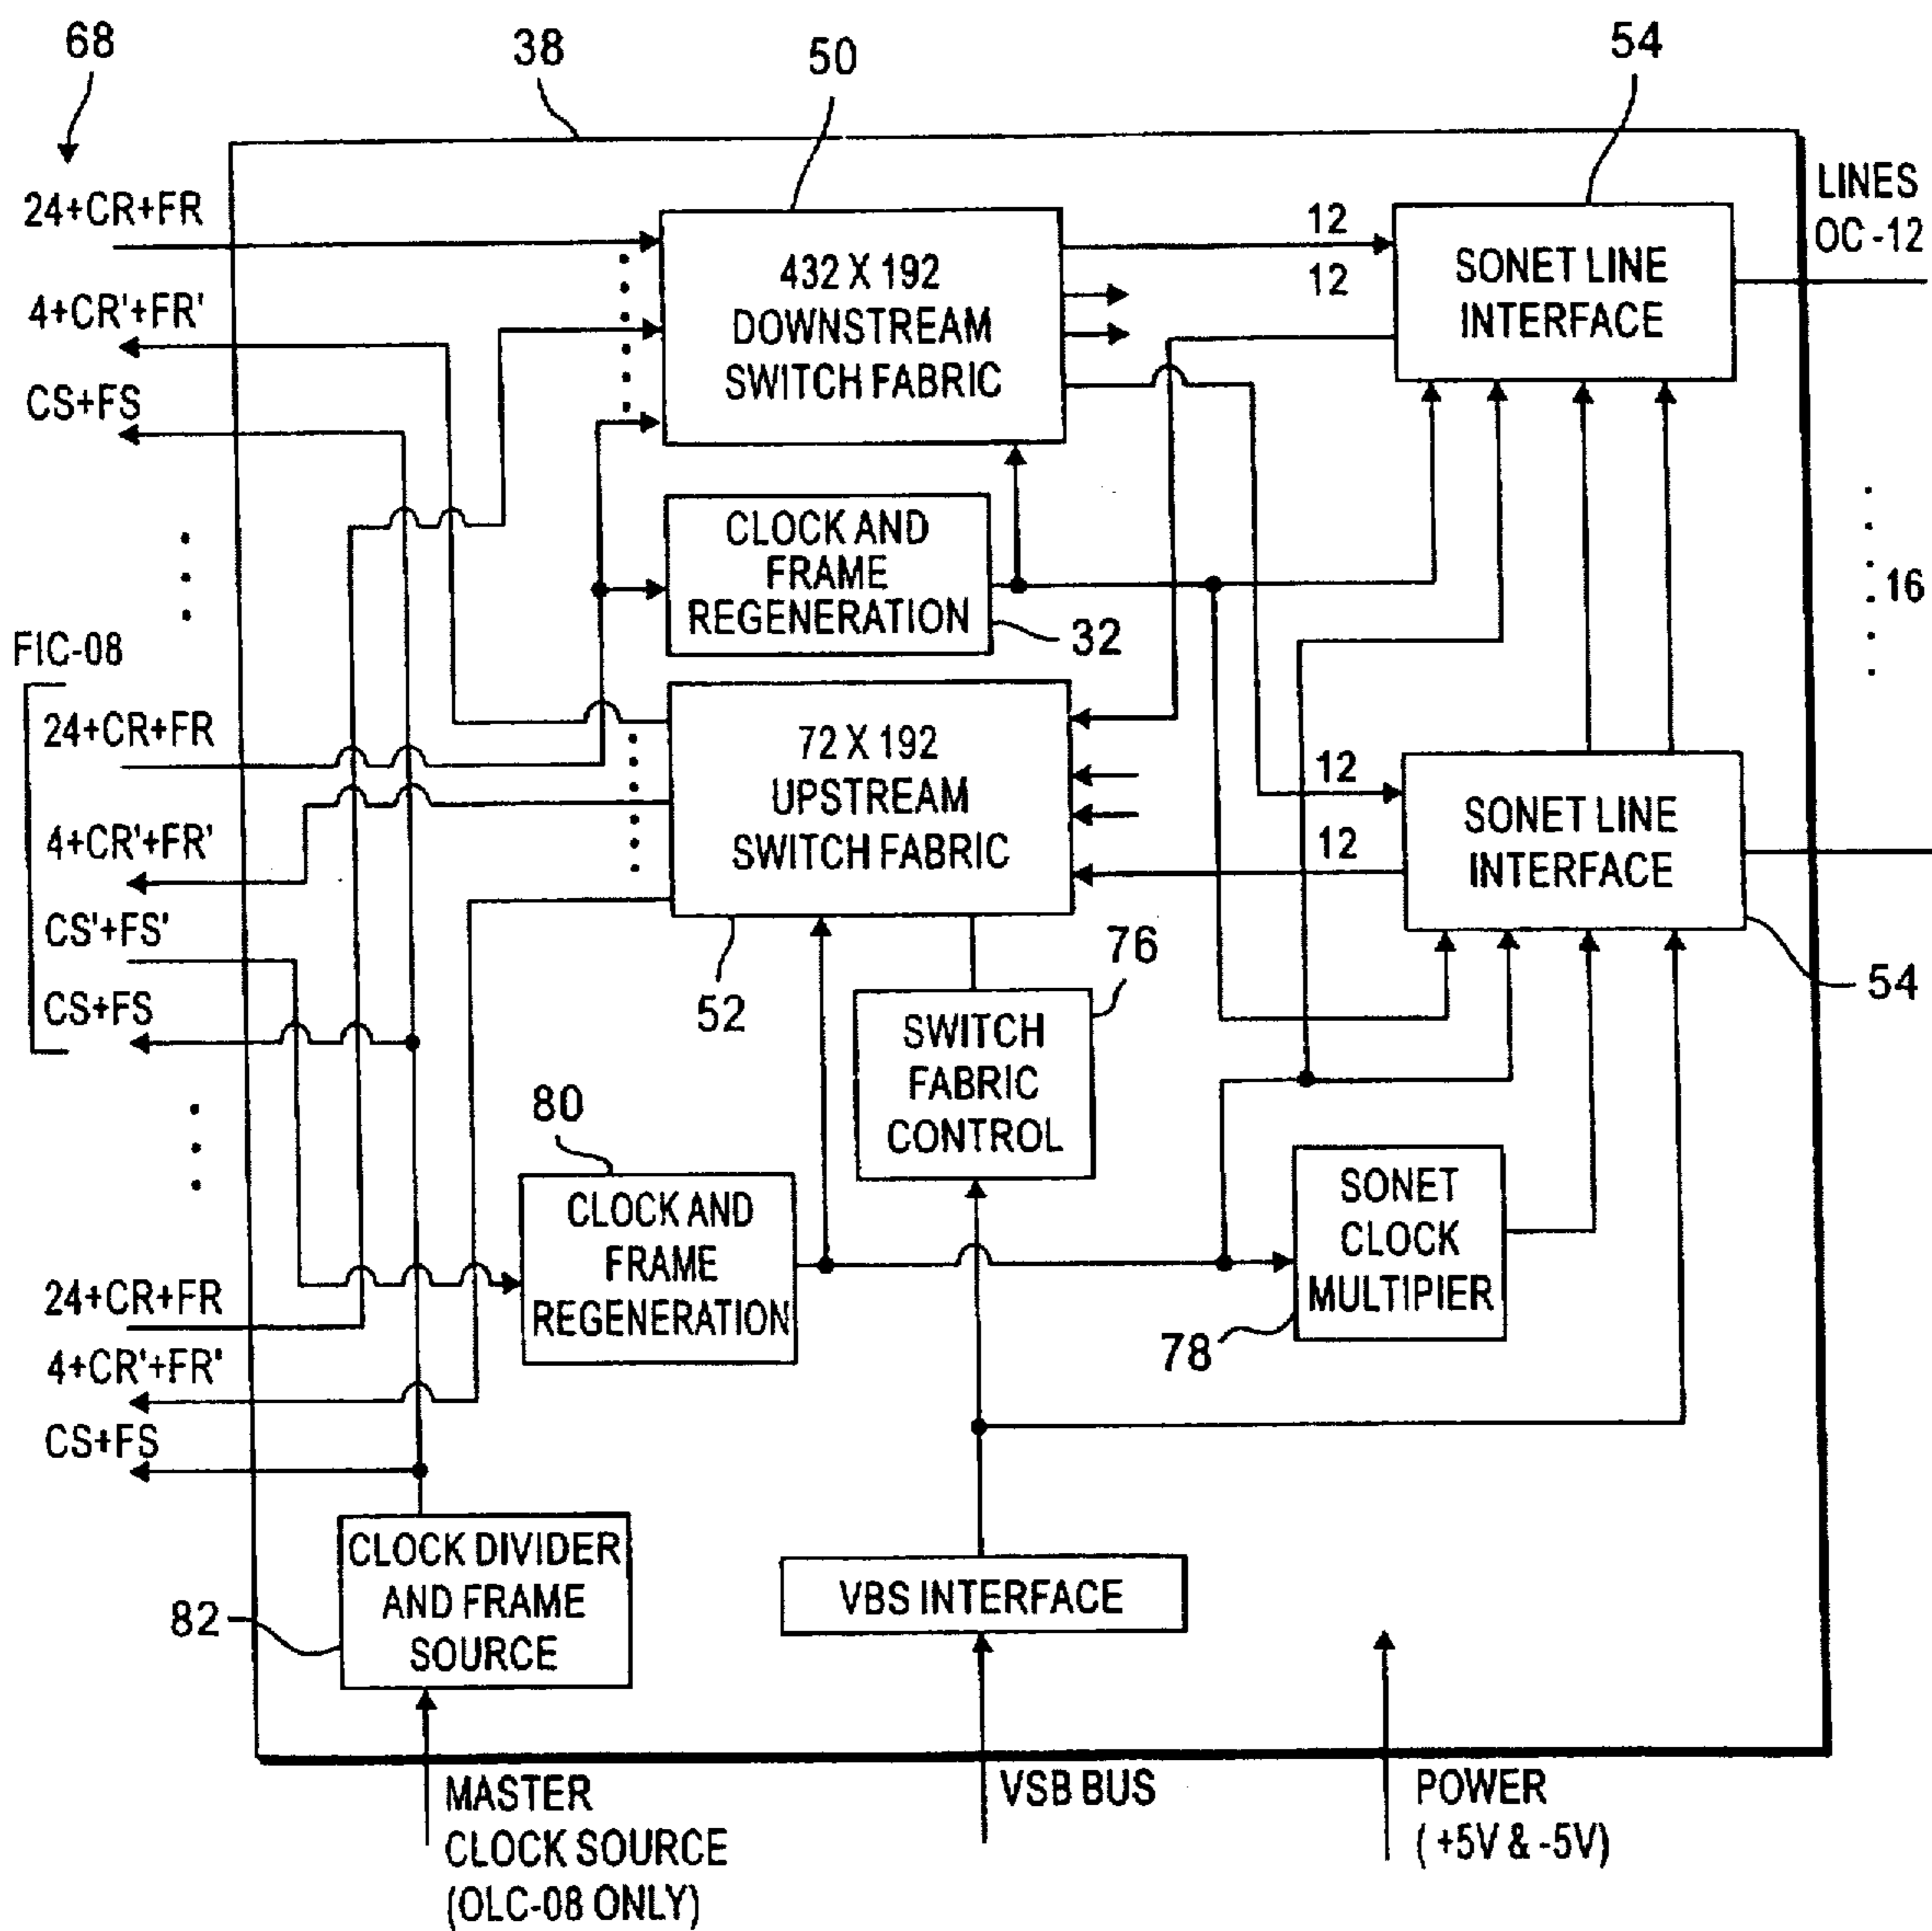 68
38
50
54
24+CR+FR
4+CR'+FR'
CS+FS
432 X 192
DOWNSTREAM
SWITCH FABRIC
12
12
SONET LINE
INTERFACE
LINES
OC-12
CLOCK AND
FRAME
REGENERATION
32
16
FIC-08
24+CR+FR
4+CR'+FR'
CS'+FS'
CS+FS
72 X 192
UPSTREAM
SWITCH FABRIC
52
12
12
SONET LINE
INTERFACE
54
76
SWITCH
FABRIC
CONTROL
80
CLOCK AND
FRAME
REGENERATION
SONET
CLOCK
MULTIPIER
78
24+CR+FR
4+CR'+FR'
CS+FS
CLOCK DIVIDER
AND FRAME
SOURCE
82
VBS INTERFACE
MASTER
CLOCK SOURCE
(OLC-08 ONLY)
VSB BUS
POWER
( +5V & -5V)